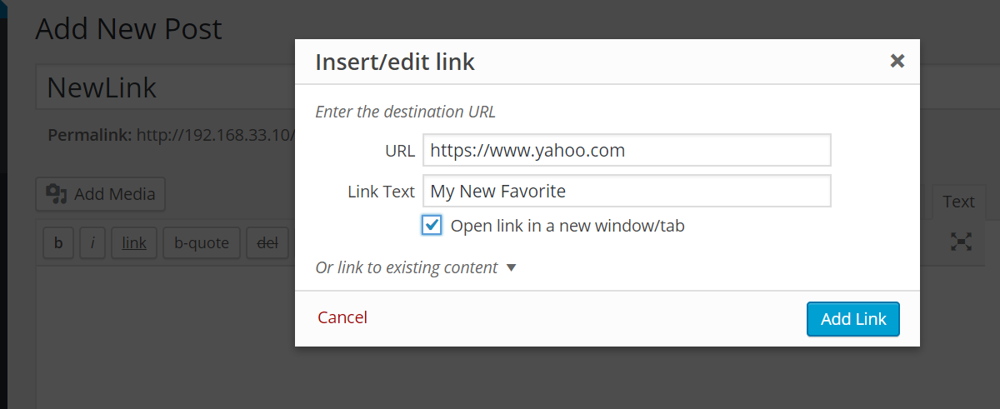 Add New Post
Insert/edit link
NewLink
Enter the destination URL
Permalink: http://192.168.33.10/
URL https://www.yahoo.com
Link Text My New Favorite
Add Media
Text
Open link in a new window/tab
b i link b-quote del
Or link to existing content
Cancel
Add Link